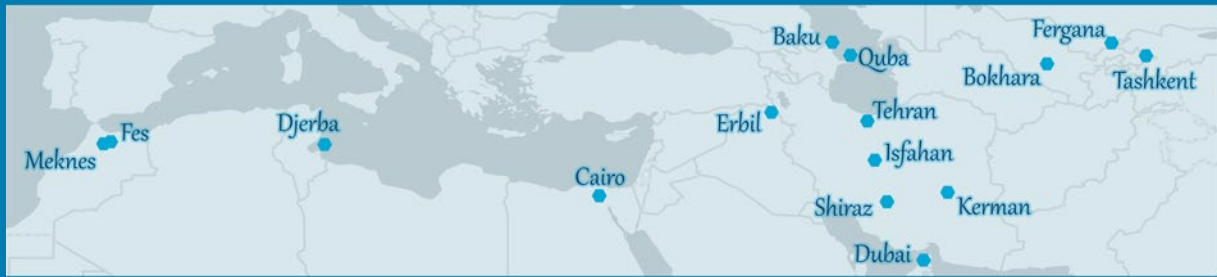 Baku
Fergana
Quba
Bokhara
Tashkent
Tehran
Erbil
Djerba
Fes
Meknes
Isfahan
Cairo
Shiraz
Kerman
Dubai